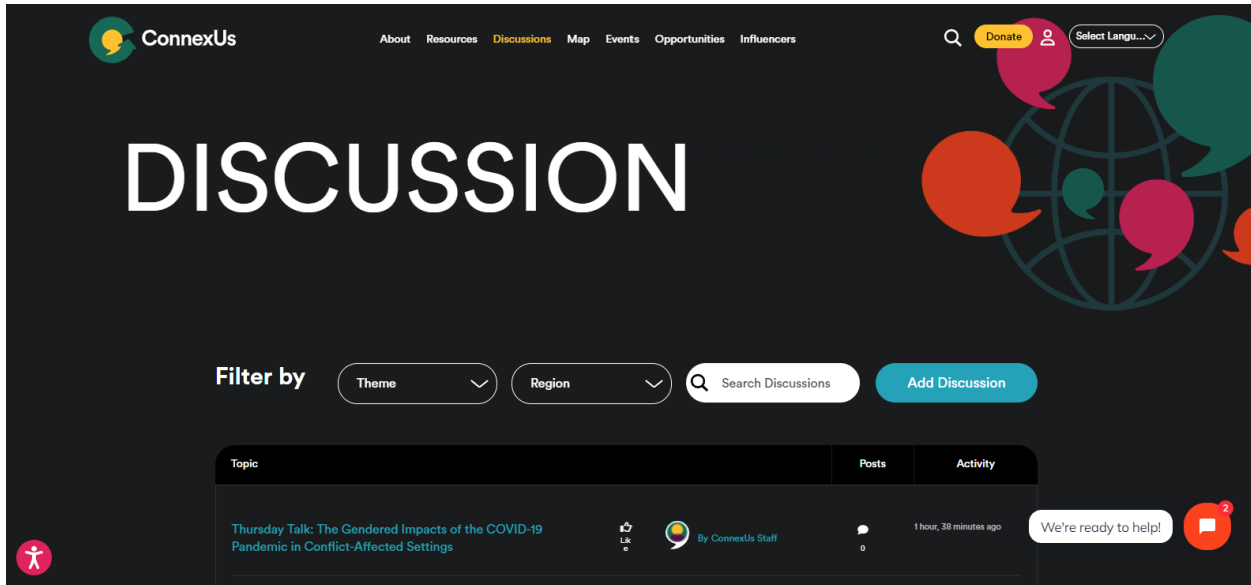 ConnexUs
About Resources Discussions Map Events Opportunities Influencers
Donate
Select Langu...
DISCUSSION
Filter by
Theme
Region
Search Discussions
Add Discussion
Topic
Posts
Activity
Thursday Talk: The Gendered Impacts of the COVID-19
Pandemic in Conflict-Affected Settings
Lik
e
By ConnexUs Staff
0
1 hour, 38 minutes ago
We're ready to help!
2